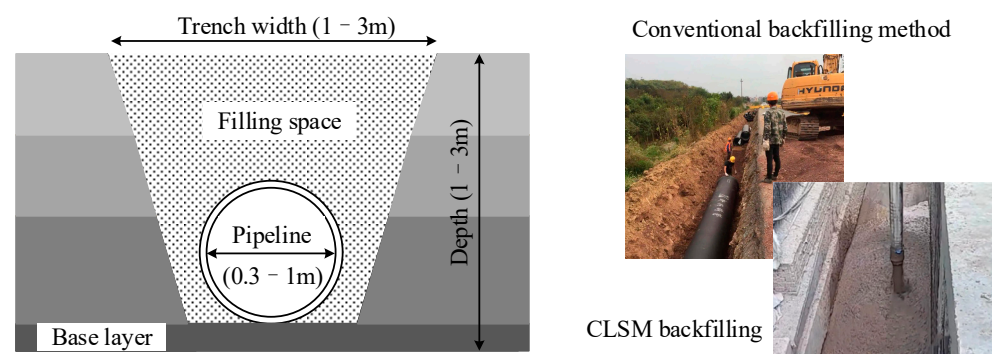 Trench width (1 - 3m)
Filling space
Depth (1 - 3m)
Pipeline
(0.3 - 1m)
Base layer
Conventional backfilling method
HYUNDAI
CLSM backfilling